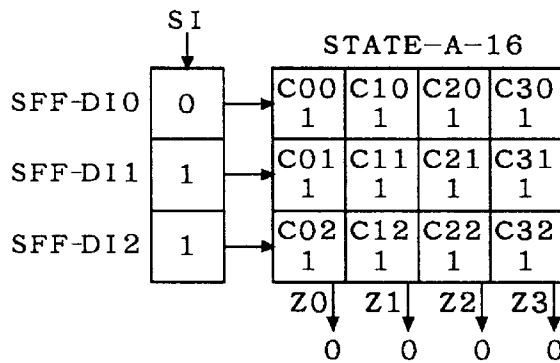 SI
STATE-A-16
SFF-DI0 0 C00 C10 C20 C30
1 1 1 1
SFF-DI1 1 C01 C11 C21 C31
1 1 1 1
SFF-DI2 1 C02 C12 C22 C32
1 1 1 1
Z0 Z1 Z2 Z3
0 0 0 0